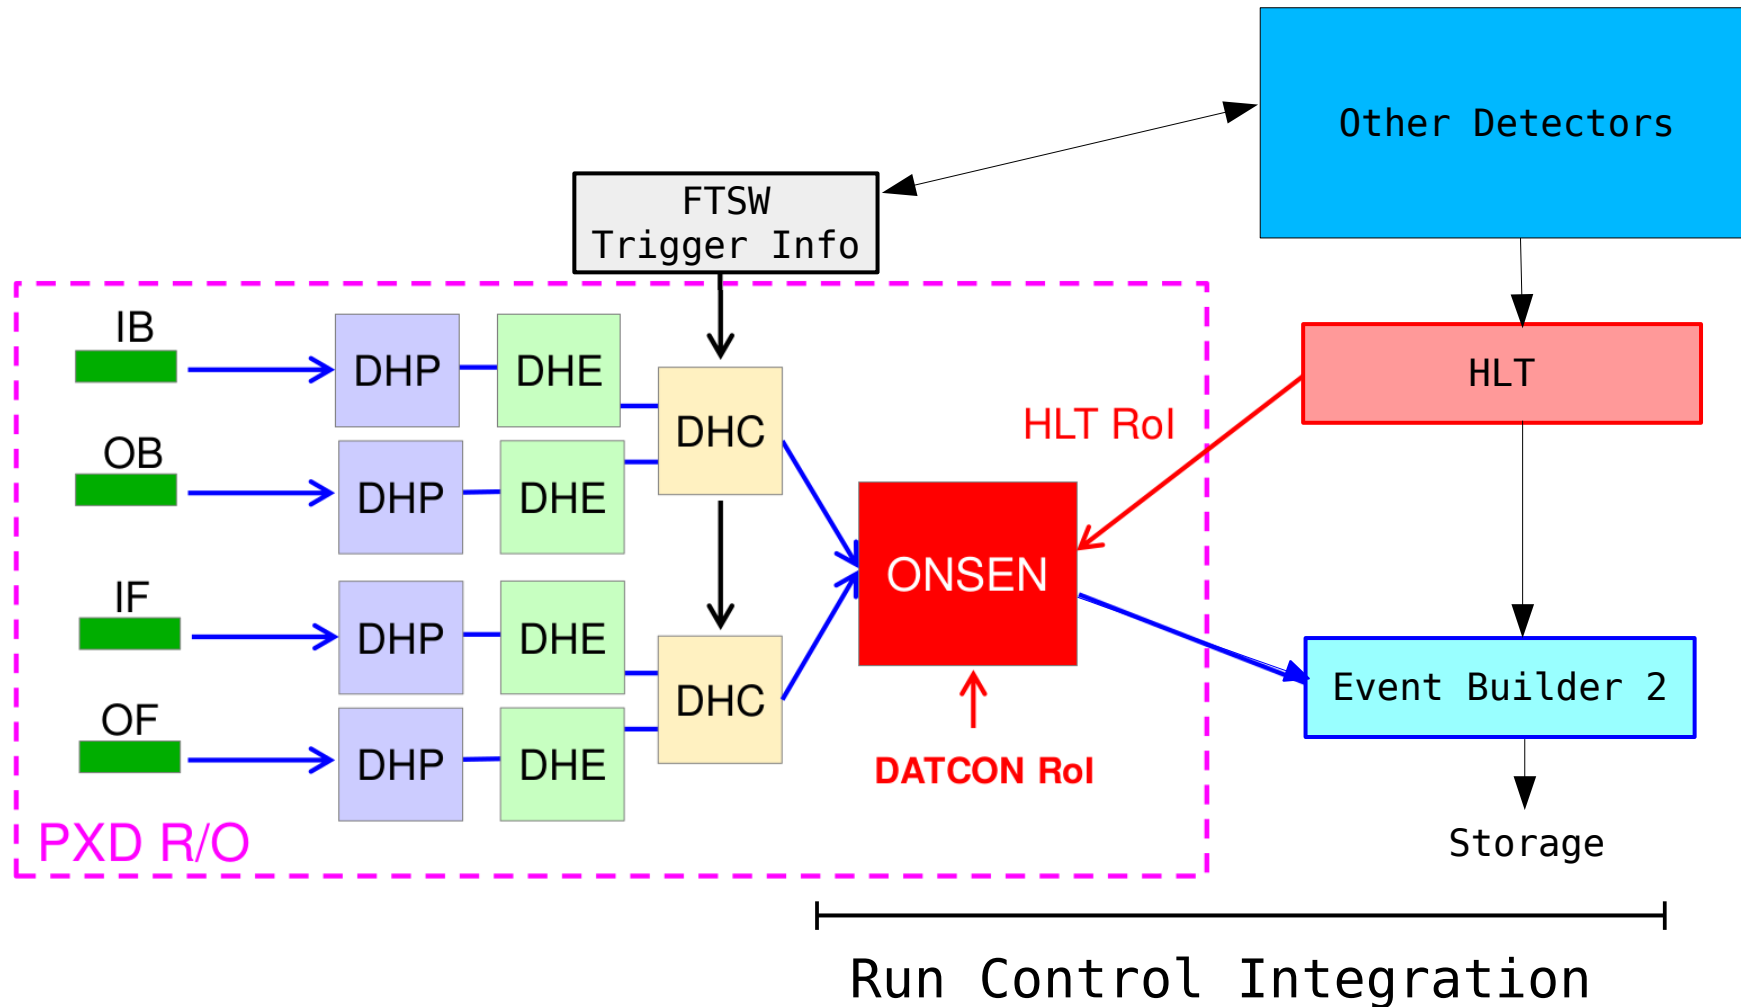 Other Detectors
FTSW
Trigger Info
IB
DHP
DHE
DHC
HLT
HLT RoI
OB
DHP
DHE
ONSEN
IF
DHP
DHE
DHC
Event Builder 2
OF
DHP
DHE
DATCON RoI
PXD R/O
Storage
Run Control Integration